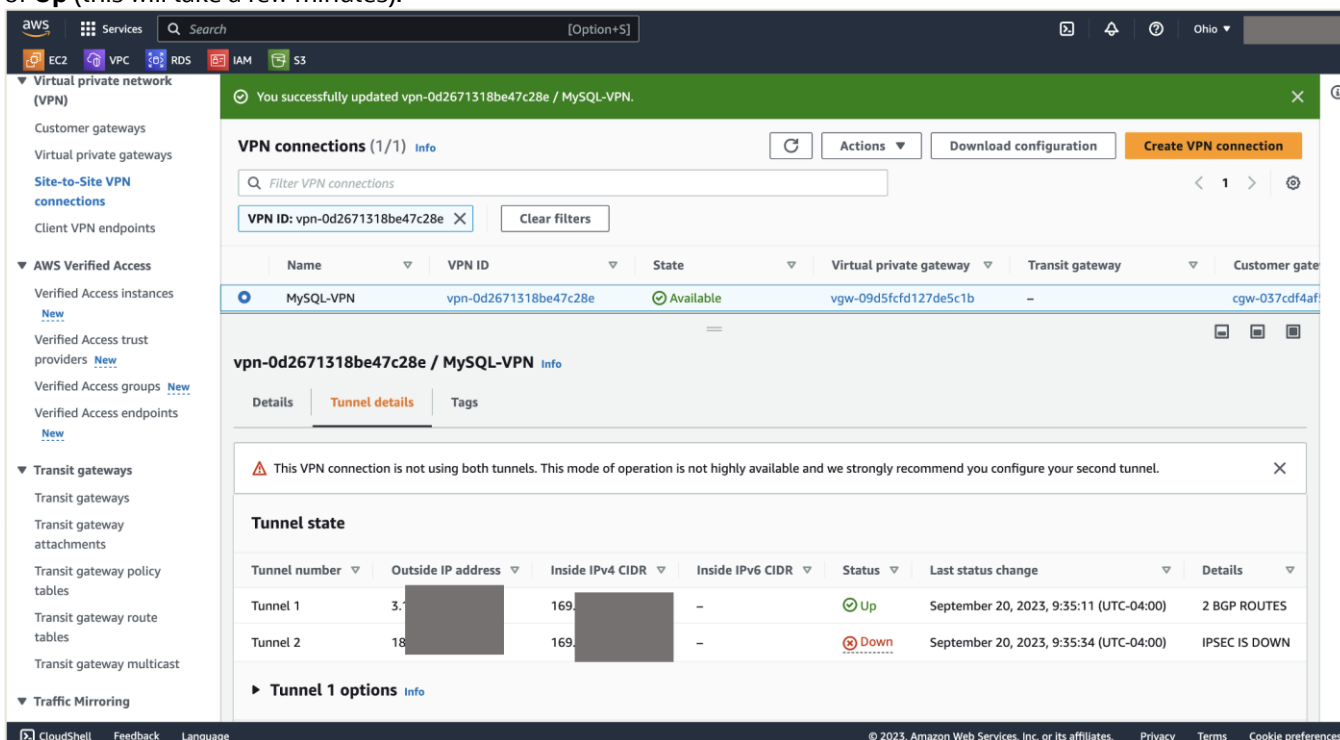 of Up (this will take a few minutes).
aws Services Search [Option+S] Ohio
EC2 VPC RDS IAM S3
Virtual private network
(VPN)
Customer gateways
Virtual private gateways
Site-to-Site VPN
connections
Client VPN endpoints
AWS Verified Access
Verified Access instances
New
Verified Access trust
providers New
Verified Access groups New
Verified Access endpoints
New
Transit gateways
Transit gateways
Transit gateway
attachments
Transit gateway policy
tables
Transit gateway route
tables
Transit gateway multicast
Traffic Mirroring
You successfully updated vpn-0d2671318be47c28e / MySQL-VPN.
VPN connections (1/1) Info Actions Download configuration Create VPN connection
Filter VPN connections 1
VPN ID: vpn-0d2671318be47c28e Clear filters
Name VPN ID State Virtual private gateway Transit gateway Customer gate
MySQL-VPN vpn-0d2671318be47c28e Available vgw-09d5fcfd127de5c1b – cgw-037cdf4af
vpn-0d2671318be47c28e / MySQL-VPN Info
Details Tunnel details Tags
This VPN connection is not using both tunnels. This mode of operation is not highly available and we strongly recommend you configure your second tunnel.
Tunnel state
Tunnel number Outside IP address Inside IPv4 CIDR Inside IPv6 CIDR Status Last status change Details
Tunnel 1 3. 169. – Up September 20, 2023, 9:35:11 (UTC-04:00) 2 BGP ROUTES
Tunnel 2 18 169. – Down September 20, 2023, 9:35:34 (UTC-04:00) IPSEC IS DOWN
Tunnel 1 options Info
CloudShell Feedback Language © 2023, Amazon Web Services, Inc. or its affiliates. Privacy Terms Cookie preferences